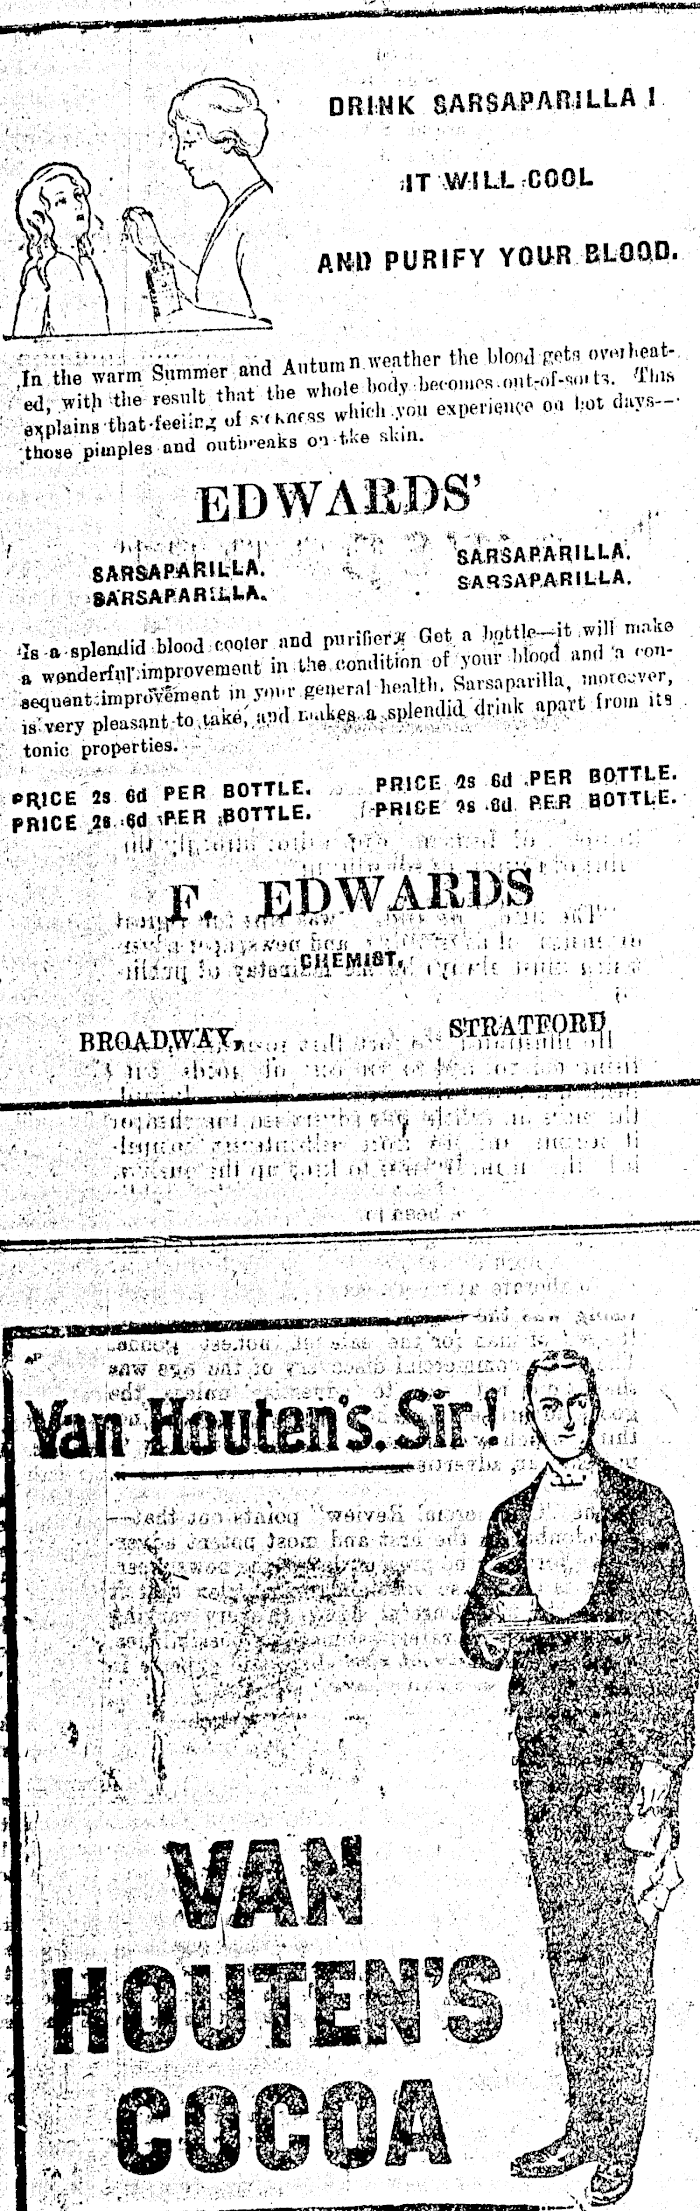 DRINK SARSAPARILLA!
IT WILL COOL
AND PURIFY YOUR BLOOD.
In the warm Summer and Autumn weather the blood gets overheat-
ed, with the result that the whole body becomes out-of-sorts. This
explains that feeling of sickness which you experience on hot days--
those pimples and outbreaks on the skin.
EDWARDS'
SARSAPARILLA. SARSAPARILLA.
SARSAPARILLA. SARSAPARILLA.
Is a splendid blood cooler and purifier. Get a bottle—it will make
a wonderful improvement in the condition of your blood and a con-
sequent improvement in your general health. Sarsaparilla, moreover,
is very pleasant to take, and makes a splendid drink apart from its
tonic properties.
PRICE 2s 6d PER BOTTLE. PRICE 2s 6d PER BOTTLE.
PRICE 2s 6d PER BOTTLE. PRICE 2s 6d PER BOTTLE.
F. EDWARDS
CHEMIST,
BROADWAY, STRATFORD
Van Houten's, Sir!
VAN
HOUTEN'S
COCOA